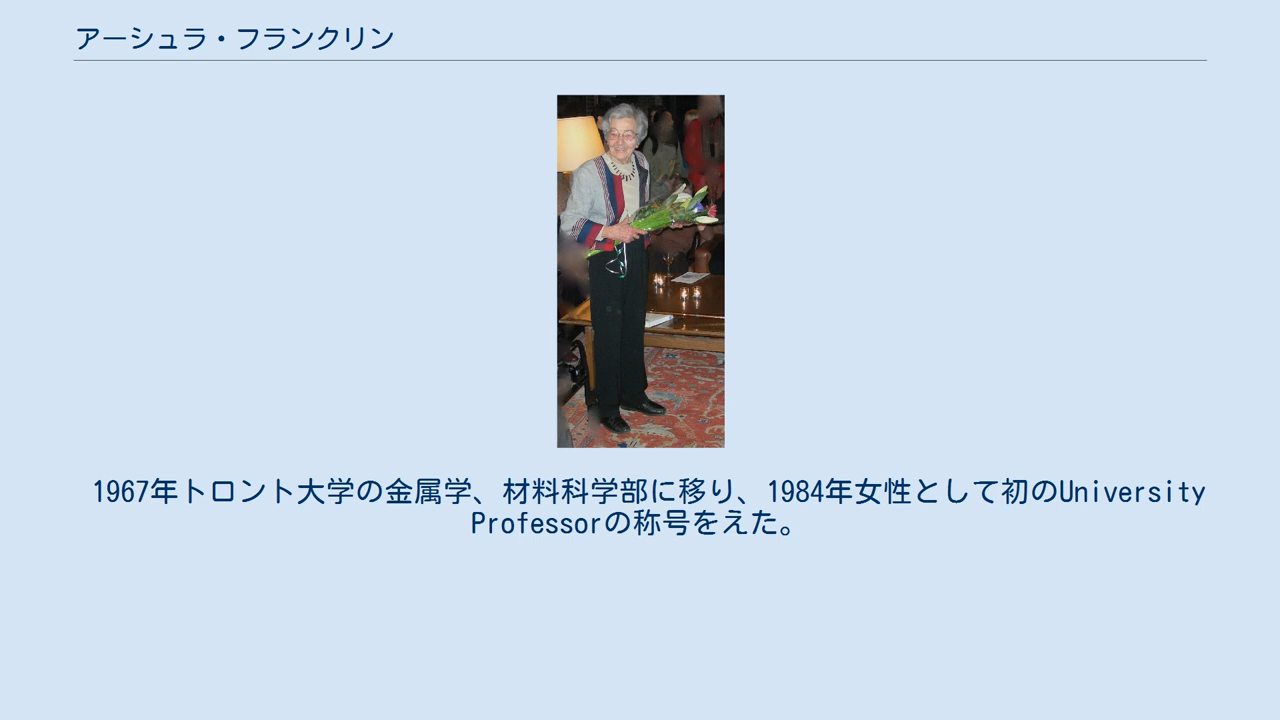 アーシュラ・フランクリン
1967年トロント大学の金属学、材料科学部に移り、1984年女性として初のUniversity
Professorの称号をえた。